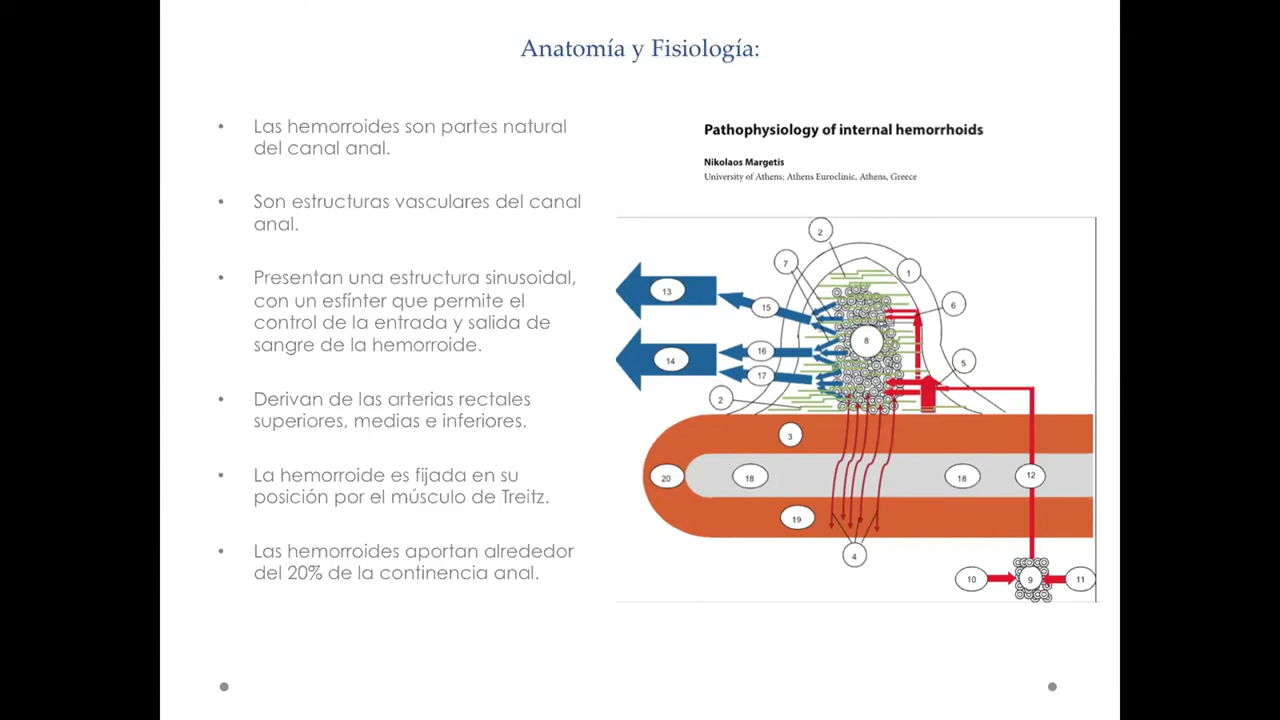 Anatomía y Fisiología:
• Las hemorroides son partes natural
del canal anal.
• Son estructuras vasculares del canal
anal.
• Presentan una estructura sinusoidal,
con un esfínter que permite el
control de la entrada y salida de
sangre de la hemorroide.
• Derivan de las arterias rectales
superiores, medias e inferiores.
• La hemorroide es fijada en su
posición por el músculo de Treitz.
• Las hemorroides aportan alrededor
del 20% de la continencia anal.
Pathophysiology of internal hemorrhoids
Nikolaos Margetis
University of Athens; Athens Euroclinic, Athens, Greece
2
7
1
13
6
15
8
16
14
5
17
2
3
20
18
18
12
19
4
10
9
11